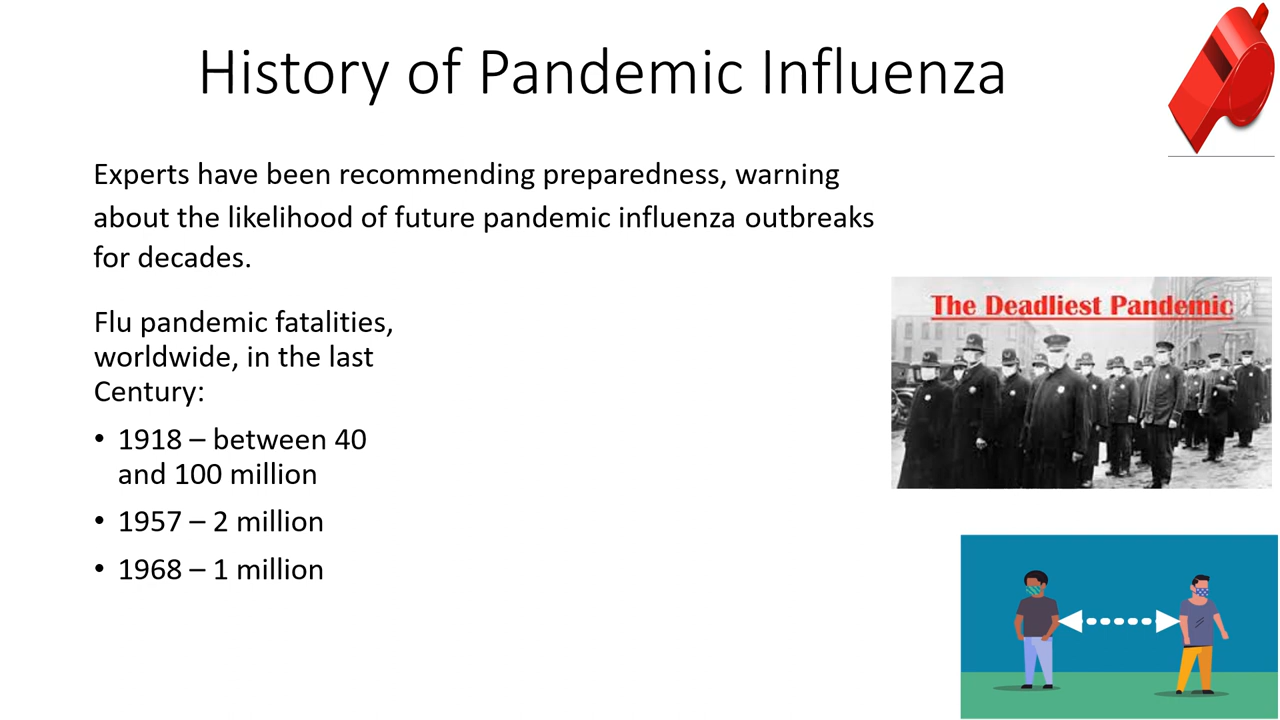 History of Pandemic Influenza
Experts have been recommending preparedness, warning
about the likelihood of future pandemic influenza outbreaks
for decades.
Flu pandemic fatalities,
worldwide, in the last
Century:
• 1918 – between 40
and 100 million
• 1957 – 2 million
• 1968 – 1 million
The Deadliest Pandemic